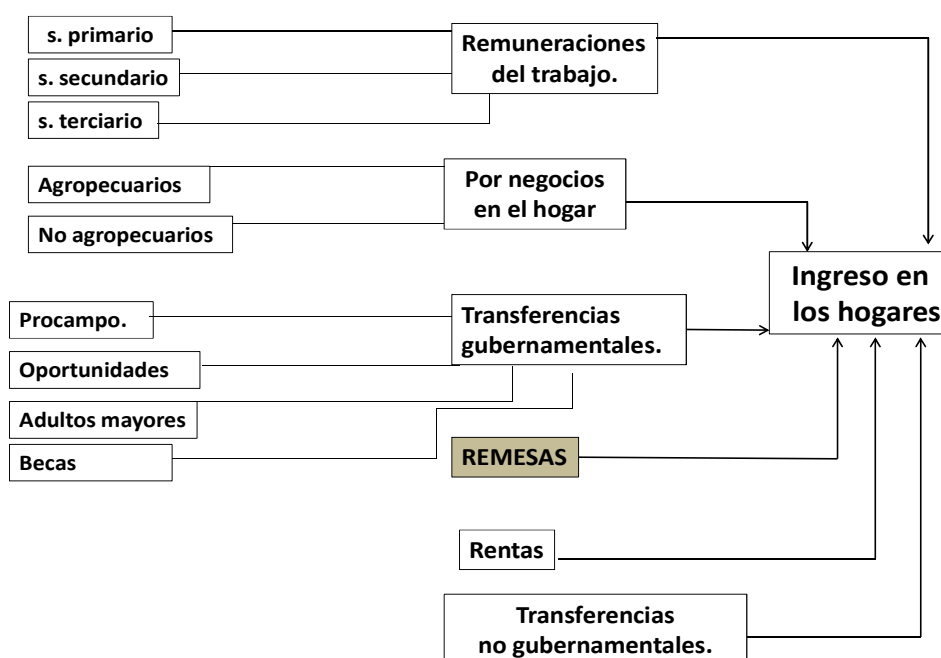 s. primario
s. secundario
s. terciario
Remuneraciones
del trabajo.
Agropecuarios
No agropecuarios
Por negocios
en el hogar
Procampo.
Oportunidades
Adultos mayores
Becas
Transferencias
gubernamentales.
REMESAS
Rentas
Transferencias
no gubernamentales.
Ingreso en
los hogares